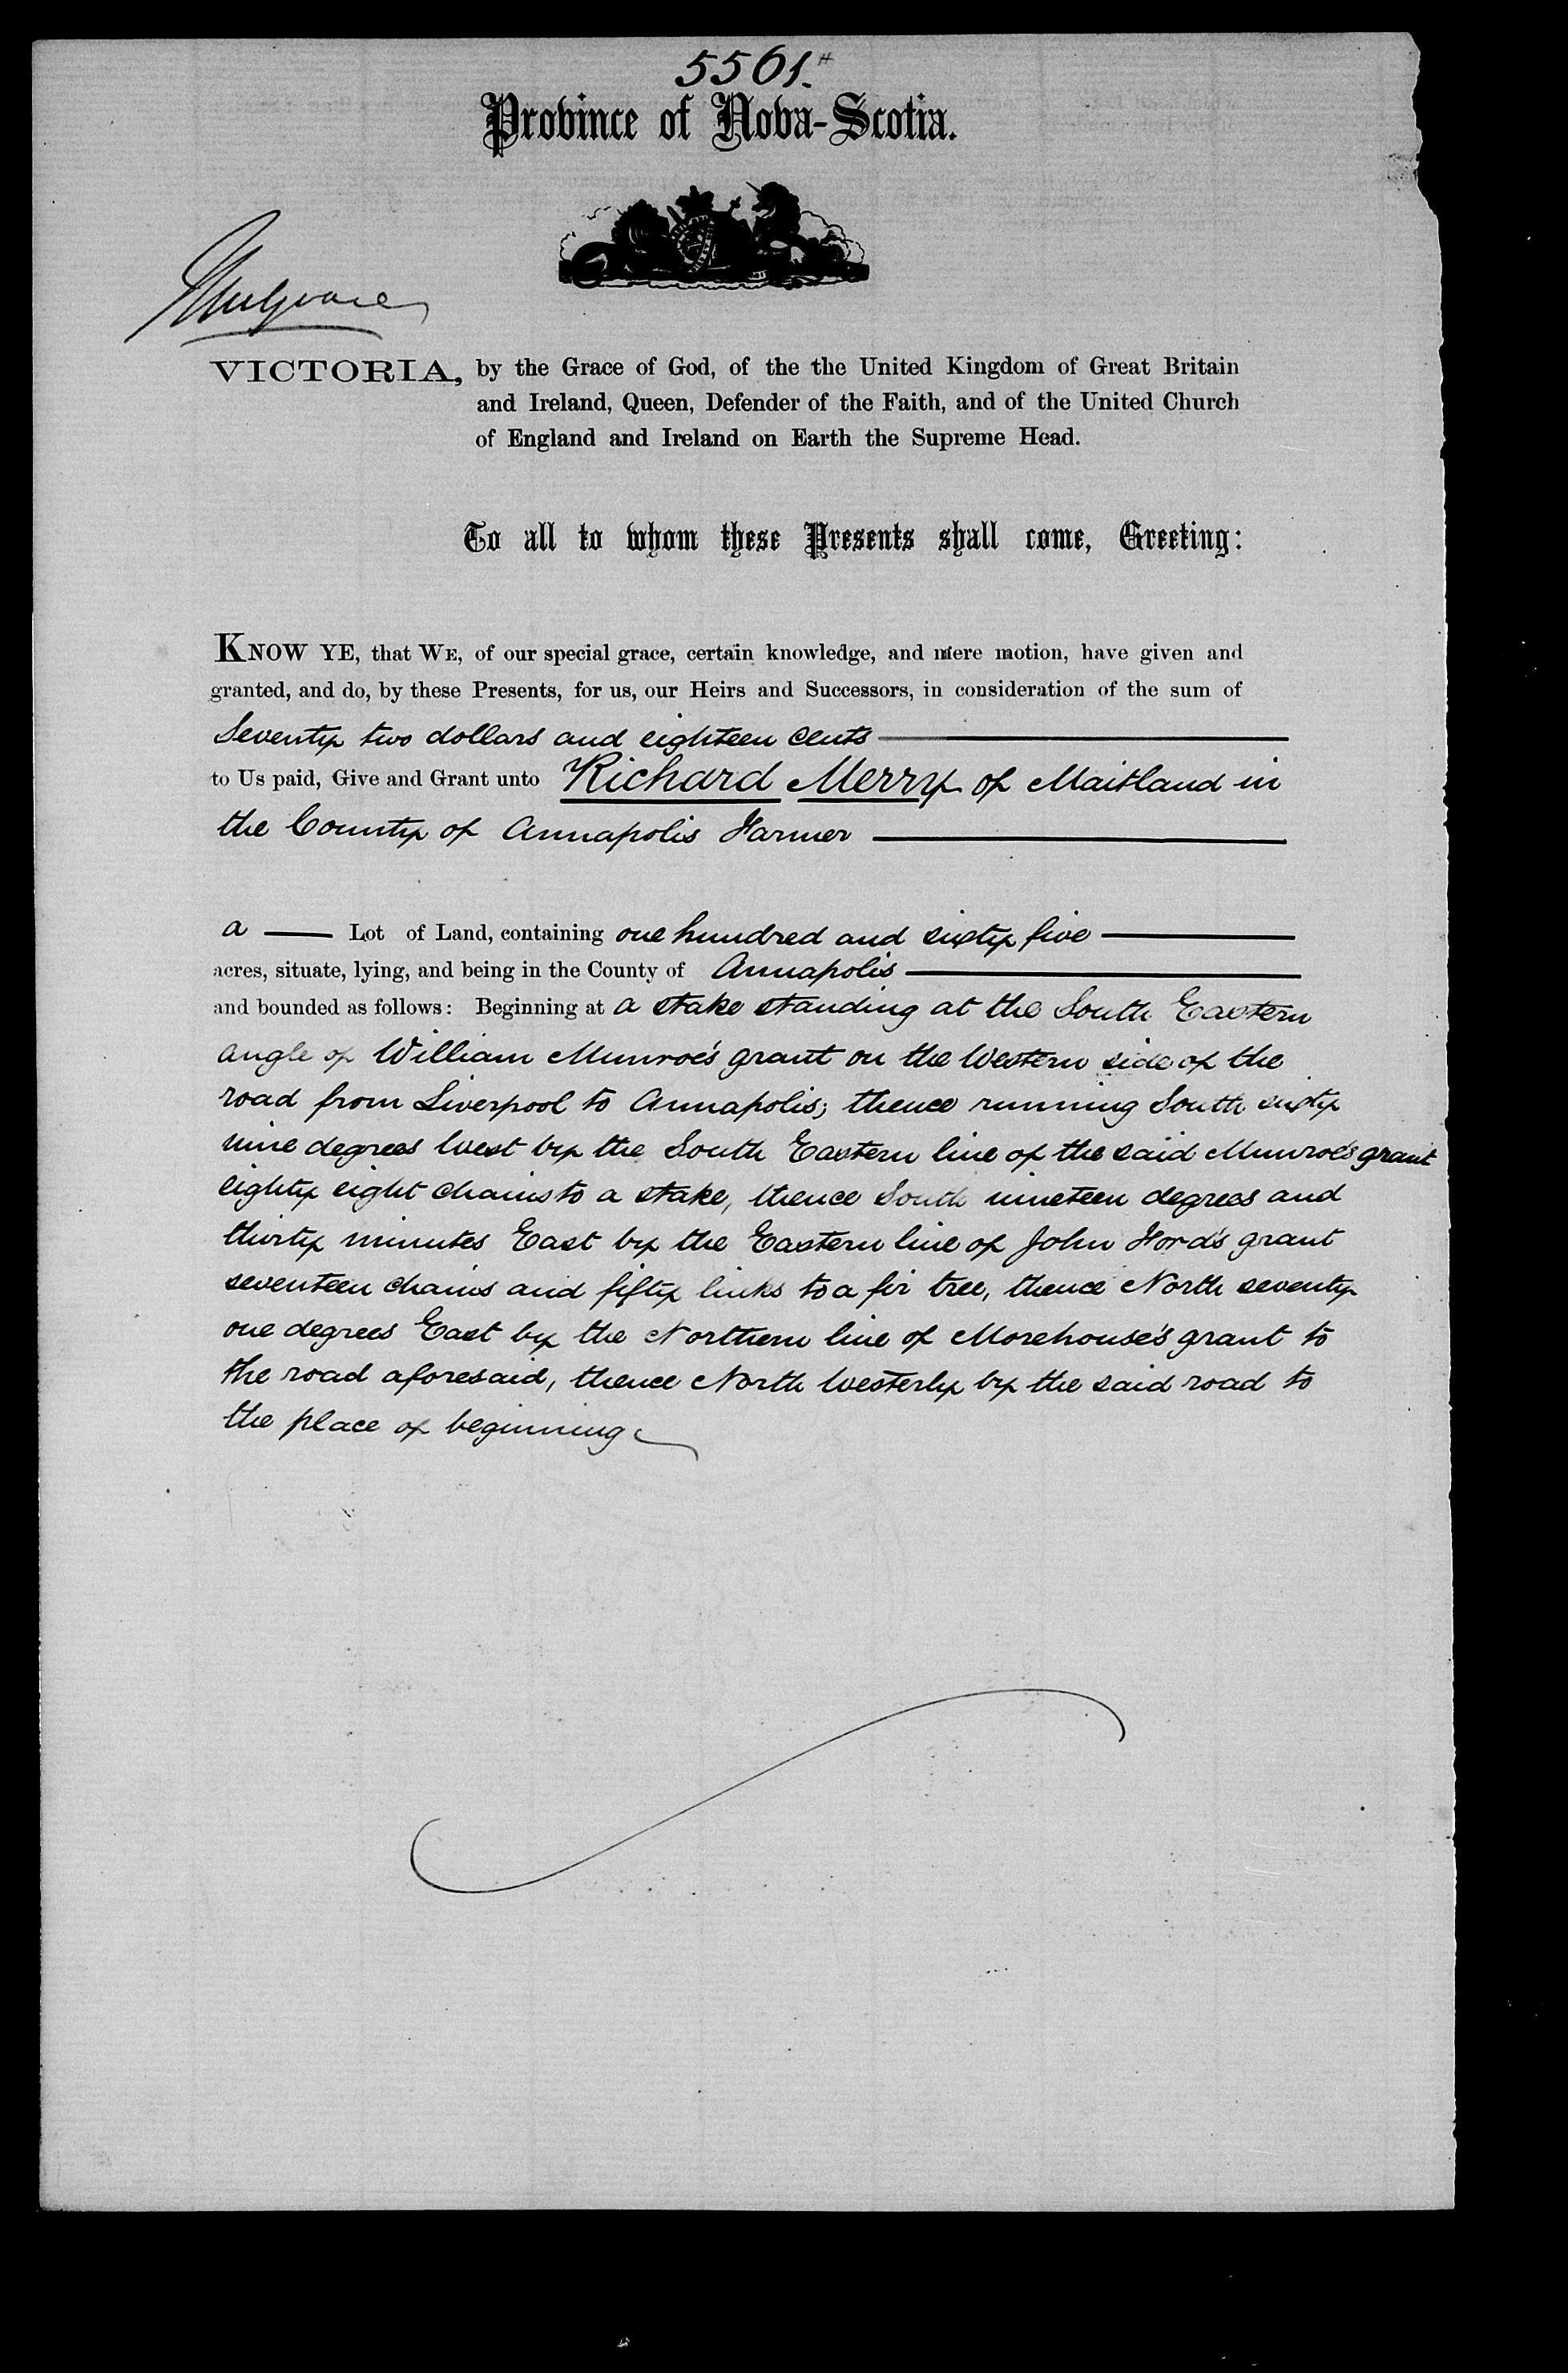 5561.
Province of Nova-Scotia.
Mulgrave
VICTORIA, by the Grace of God, of the the United Kingdom of Great Britain
and Ireland, Queen, Defender of the Faith, and of the United Church
of England and Ireland on Earth the Supreme Head.
To all to whom these Presents shall come, Greeting:
KNOW YE, that WE, of our special grace, certain knowledge, and mere motion, have given and
granted, and do, by these Presents, for us, our Heirs and Successors, in consideration of the sum of
Seventy two dollars and eighteen cents
to Us paid, Give and Grant unto Richard Merry of Maitland in
the County of Annapolis Farmer
a Lot of Land, containing one hundred and sixty five
acres, situate, lying, and being in the County of Annapolis
and bounded as follows: Beginning at a stake standing at the South Eastern
angle of William Munroe's grant on the Western side of the
road from Liverpool to Annapolis; thence running South sixty
nine degrees West by the South Eastern line of the said Munroe's grant
eighty eight chains to a stake, thence South nineteen degrees and
thirty minutes East by the Eastern line of John Ford's grant
seventeen chains and fifty links to a fir tree, thence North seventy
one degrees East by the Northern line of Morehouse's grant to
the road aforesaid, thence North Westerly by the said road to
the place of beginning